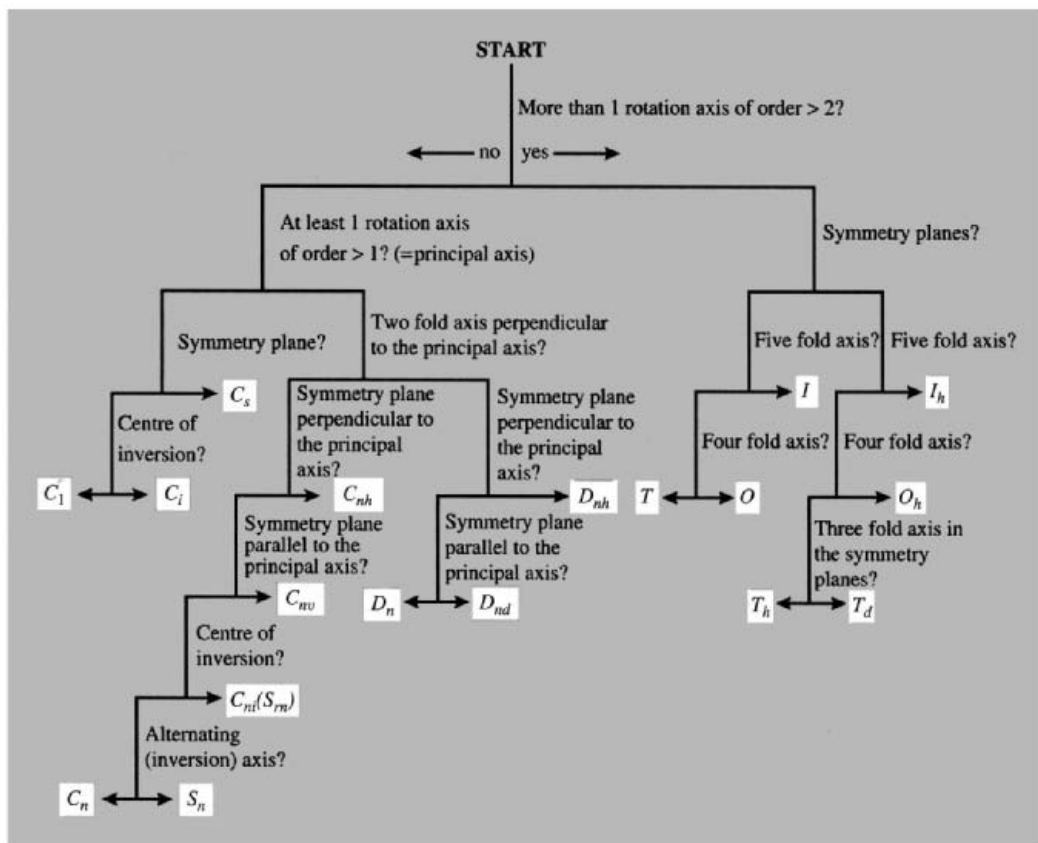 START
More than 1 rotation axis of order > 2?
no yes
At least 1 rotation axis
of order > 1? (=principal axis)
Symmetry planes?
Symmetry plane?
Two fold axis perpendicular
to the principal axis?
Five fold axis?
Five fold axis?
C_s
Symmetry plane
perpendicular to
the principal
axis?
Symmetry plane
perpendicular to
the principal
axis?
I
I_h
Centre of
inversion?
Four fold axis?
Four fold axis?
C_1
C_i
C_nh
D_nh
T
O
O_h
Symmetry plane
parallel to the
principal axis?
Symmetry plane
parallel to the
principal axis?
Three fold axis in
the symmetry
planes?
C_nv
D_n
D_nd
T_h
T_d
Centre of
inversion?
C_ni(S_rn)
Alternating
(inversion) axis?
C_n
S_n